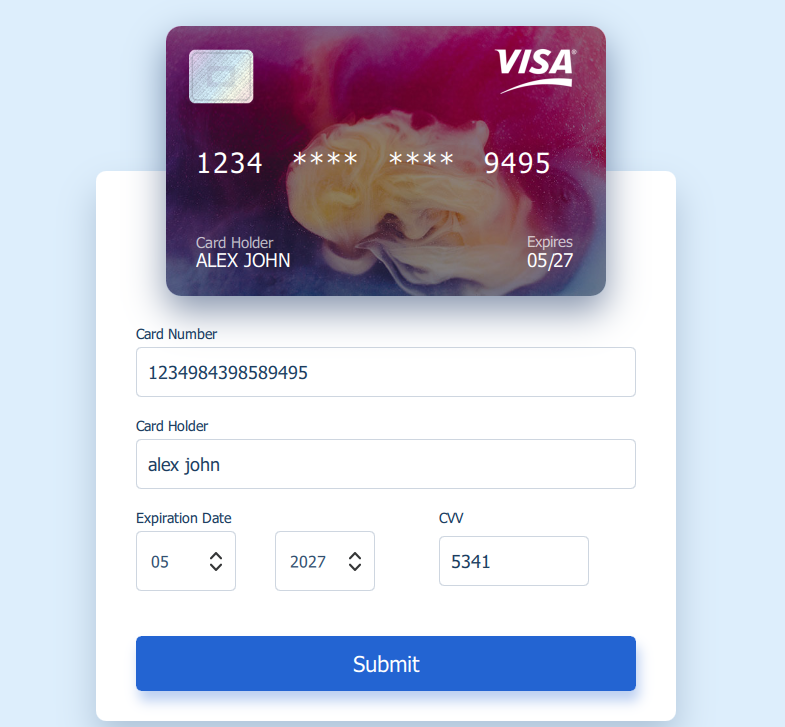 VISA
1234 **** **** 9495
Card Holder
ALEX JOHN
Expires
05/27
Card Number
1234984398589495
Card Holder
alex john
Expiration Date
CVV
05
2027
5341
Submit